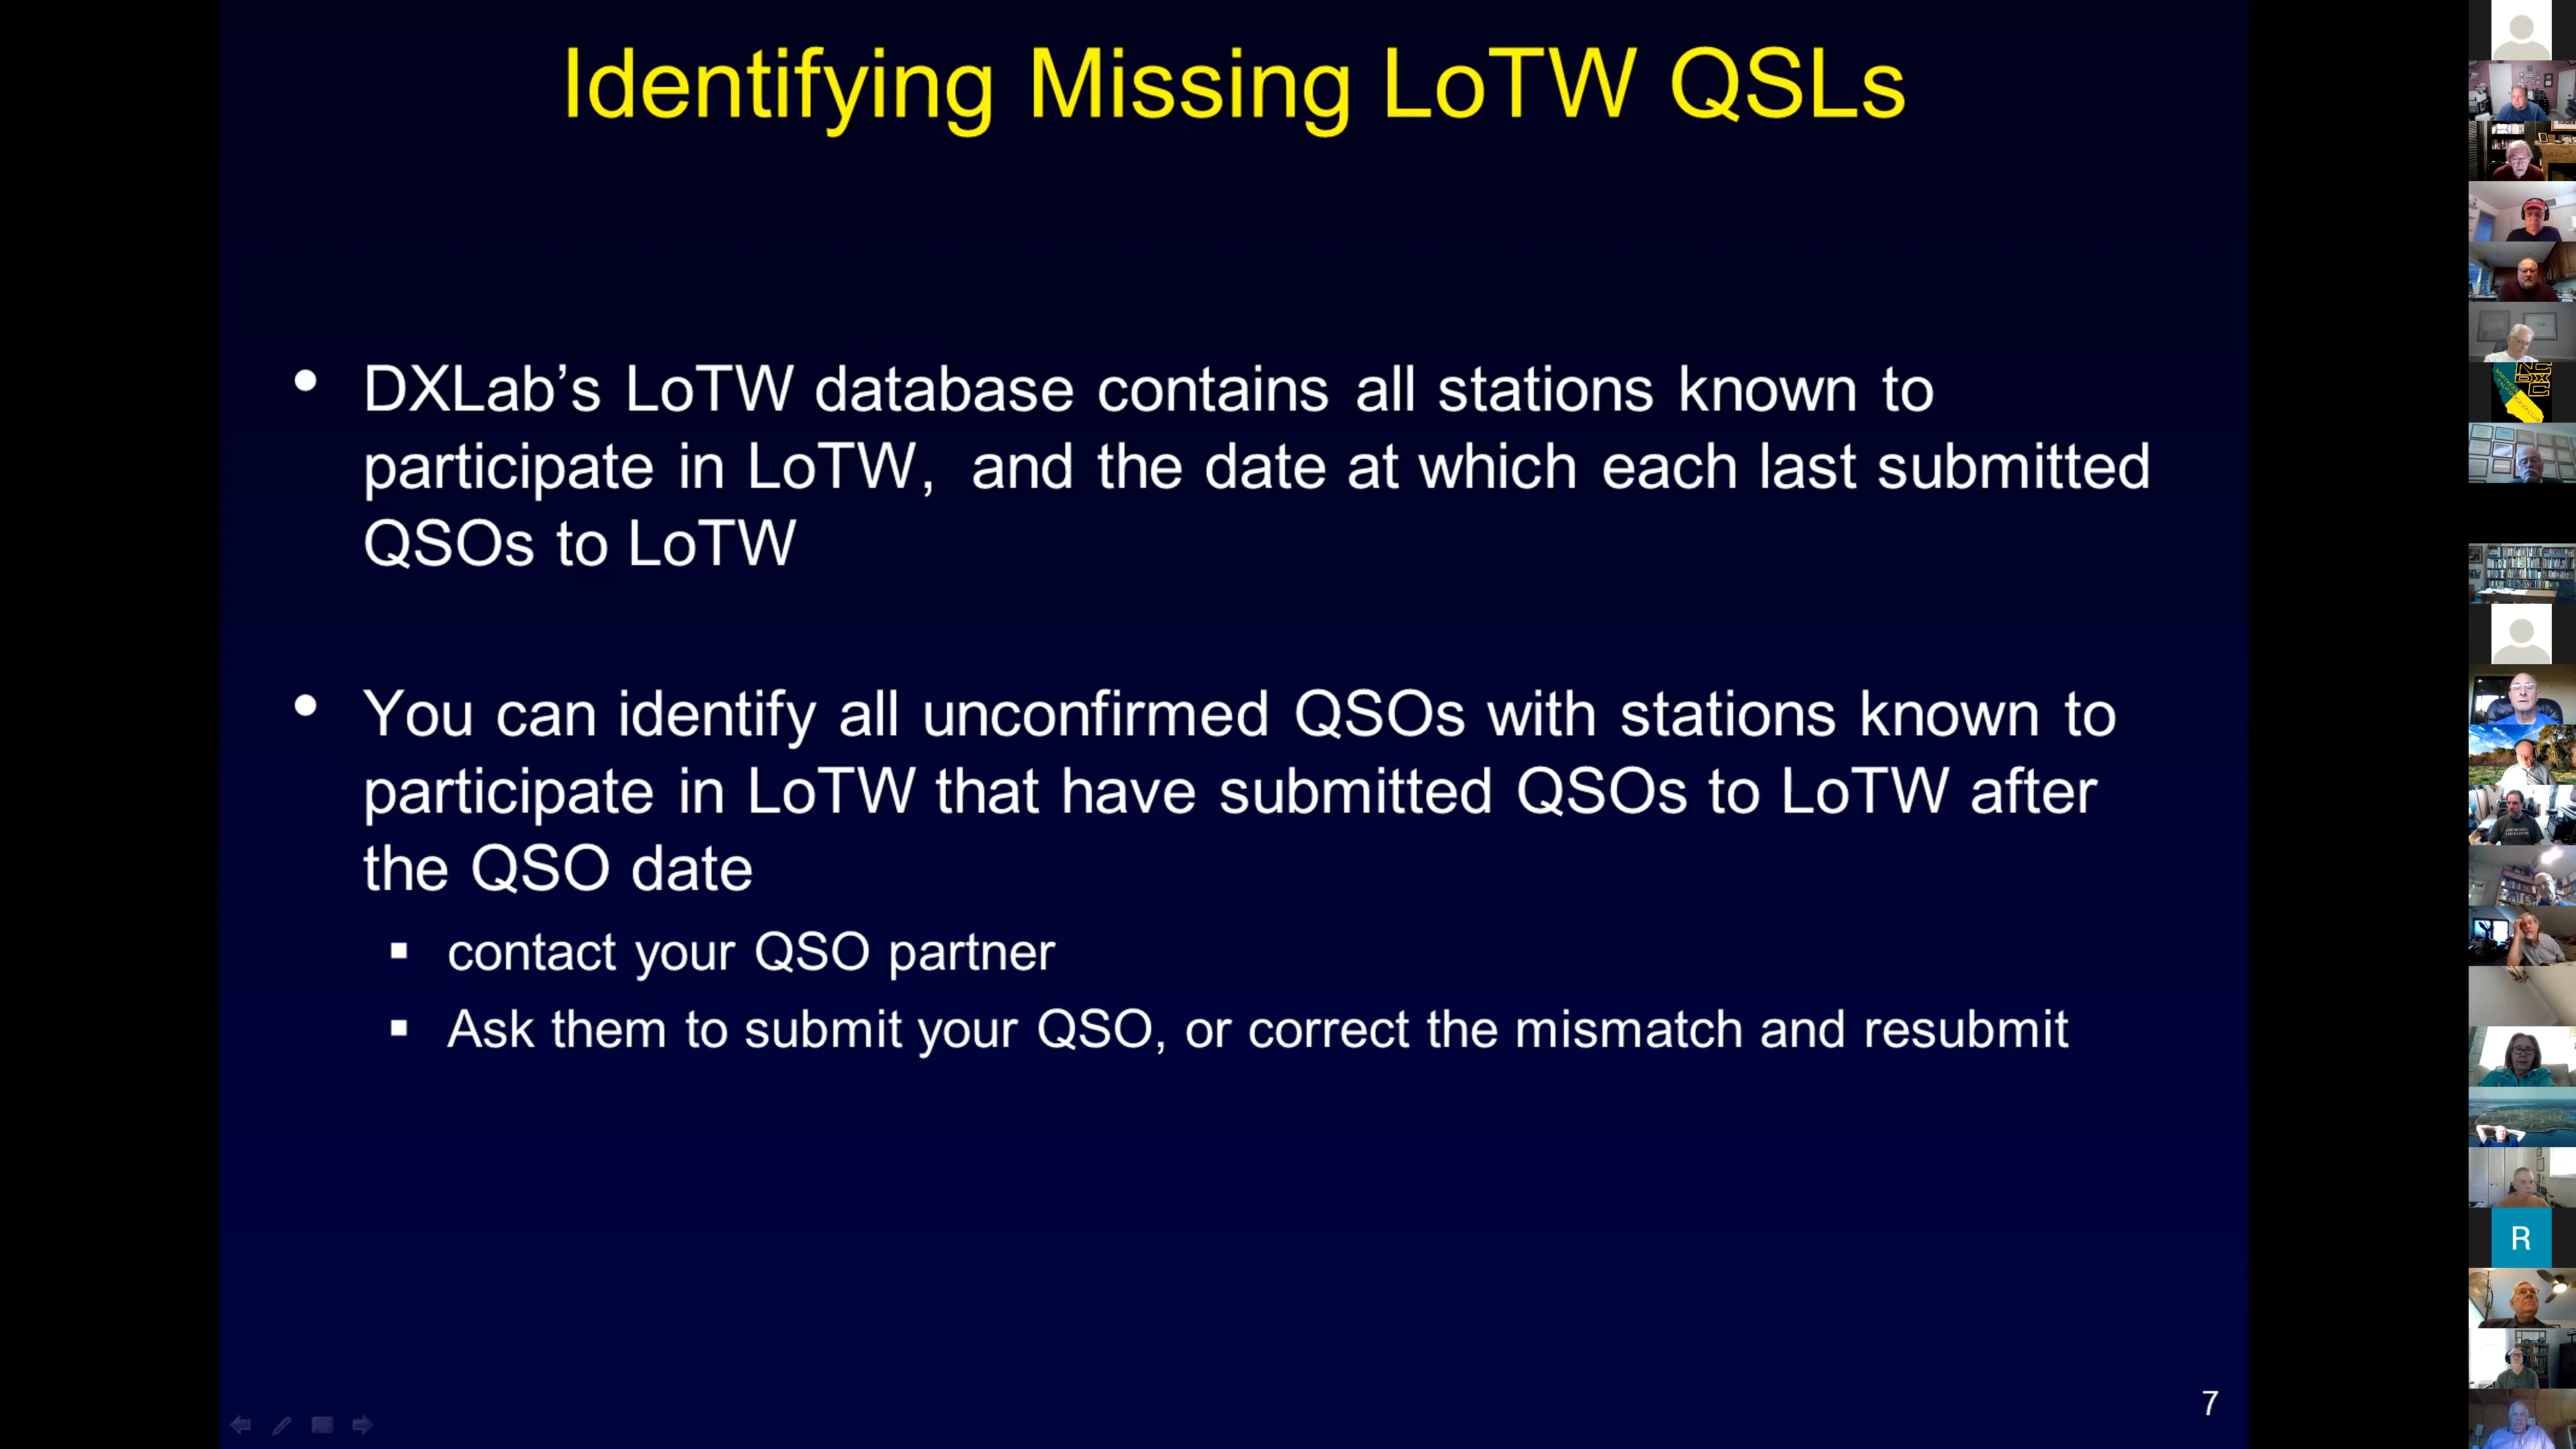 Identifying Missing LoTW QSLs
• DXLab’s LoTW database contains all stations known to
participate in LoTW, and the date at which each last submitted
QSOs to LoTW
• You can identify all unconfirmed QSOs with stations known to
participate in LoTW that have submitted QSOs to LoTW after
the QSO date
▪ contact your QSO partner
▪ Ask them to submit your QSO, or correct the mismatch and resubmit
7
NC
DX
C
R